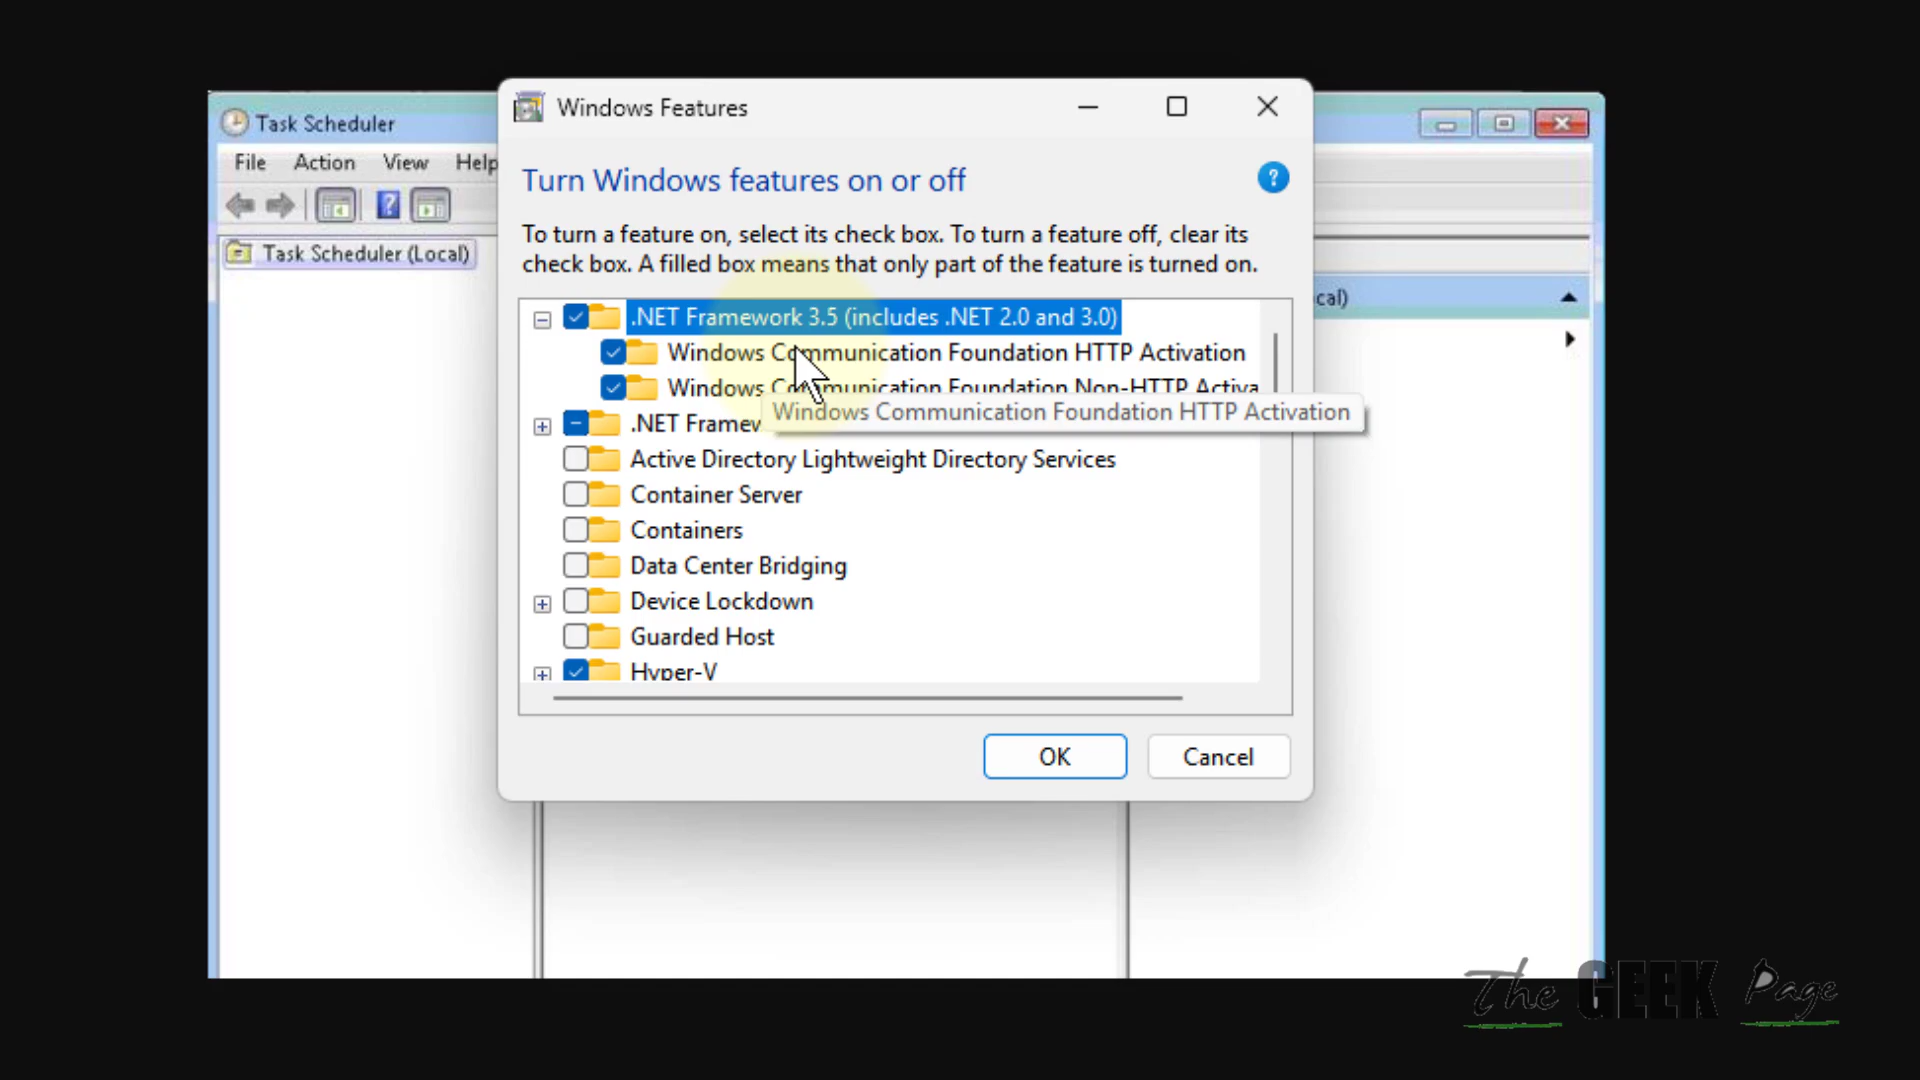 Task Scheduler
File Action View Help
Task Scheduler (Local)
Windows Features
Turn Windows features on or off
To turn a feature on, select its check box. To turn a feature off, clear its
check box. A filled box means that only part of the feature is turned on.
.NET Framework 3.5 (includes .NET 2.0 and 3.0)
Windows Communication Foundation HTTP Activation
Windows Communication Foundation Non-HTTP Activa
Windows Communication Foundation HTTP Activation
.NET Framew
Active Directory Lightweight Directory Services
Container Server
Containers
Data Center Bridging
Device Lockdown
Guarded Host
Hyper-V
OK Cancel
cal)
The GEEK Page